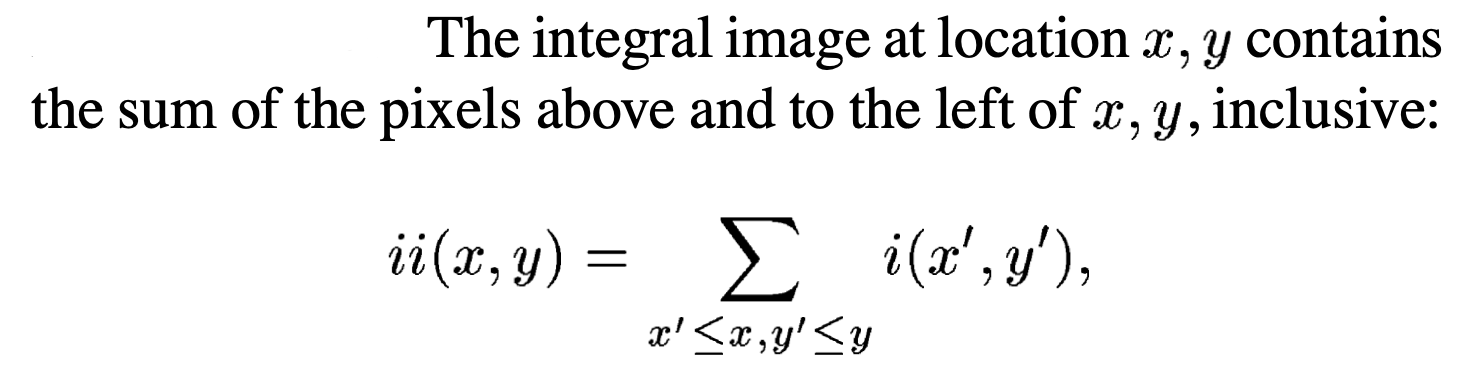 The integral image at location x, y contains
the sum of the pixels above and to the left of x, y, inclusive:
ii(x, y) = ∑ i(x′, y′),
x′≤x,y′≤y